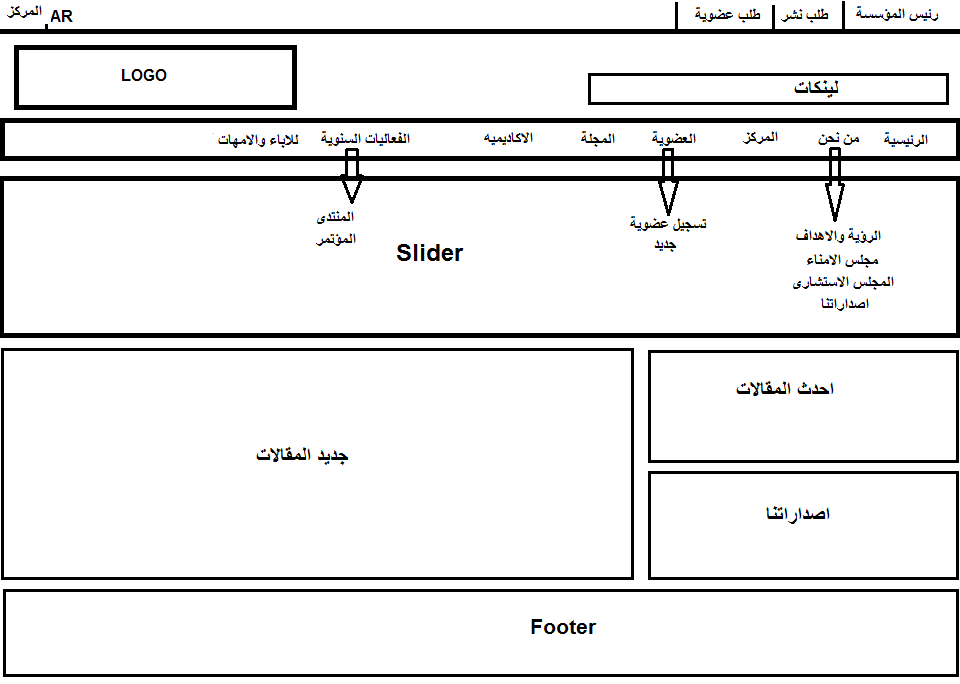 رئيس المؤسسة
طلب نشر
طلب عضوية
AR
المركز
LOGO
لينكات
الرئيسية
من نحن
المركز
العضوية
المجلة
الاكاديميه
الفعاليات السنوية
للاباء والامهات
الرؤية والاهداف
مجلس الامناء
المجلس الاستشارى
اصداراتنا
تسجيل عضوية
جديد
المنتدى
المؤتمر
Slider
احدث المقالات
جديد المقالات
اصداراتنا
Footer